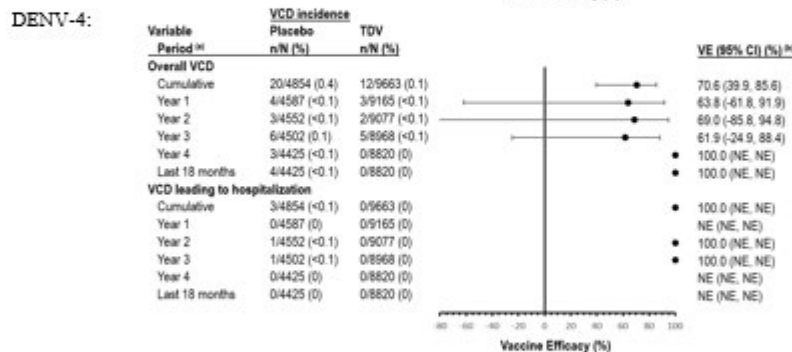 DENV-4:
VCD incidence
Variable Placebo TDV
Period (a) n/N (%) n/N (%) VE (95% CI) (%) (b)
Overall VCD
Cumulative 20/4854 (0.4) 12/9663 (0.1) 70.6 (39.9, 85.6)
Year 1 4/4587 (<0.1) 3/9165 (<0.1) 63.8 (-61.8, 91.9)
Year 2 3/4552 (<0.1) 2/9077 (<0.1) 69.0 (-85.8, 94.8)
Year 3 6/4502 (0.1) 5/8968 (<0.1) 61.9 (-24.9, 88.4)
Year 4 3/4425 (<0.1) 0/8820 (0) 100.0 (NE, NE)
Last 18 months 4/4425 (<0.1) 0/8820 (0) 100.0 (NE, NE)
VCD leading to hospitalization
Cumulative 3/4854 (<0.1) 0/9663 (0) 100.0 (NE, NE)
Year 1 0/4587 (0) 0/9165 (0) NE (NE, NE)
Year 2 1/4552 (<0.1) 0/9077 (0) 100.0 (NE, NE)
Year 3 1/4502 (<0.1) 0/8968 (0) 100.0 (NE, NE)
Year 4 0/4425 (0) 0/8820 (0) NE (NE, NE)
Last 18 months 0/4425 (0) 0/8820 (0) NE (NE, NE)
-80 -60 -40 -20 0 20 40 60 80 100
Vaccine Efficacy (%)